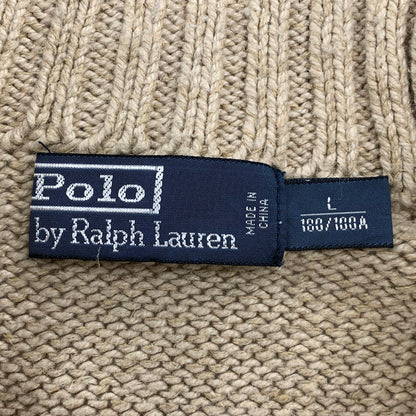 Polo
by Ralph Lauren
MADE IN
CHINA
L
180/100A